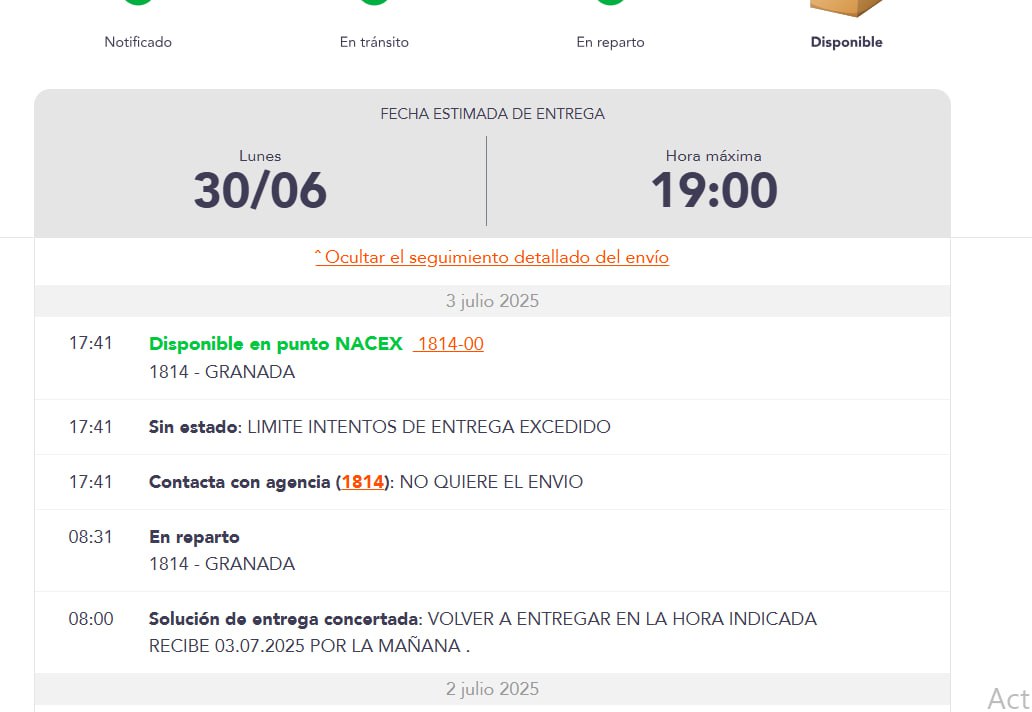 Notificado
En tránsito
En reparto
Disponible
FECHA ESTIMADA DE ENTREGA
Lunes
30/06
Hora máxima
19:00
ˆ Ocultar el seguimiento detallado del envío
3 julio 2025
17:41 Disponible en punto NACEX 1814-00
1814 - GRANADA
17:41 Sin estado: LIMITE INTENTOS DE ENTREGA EXCEDIDO
17:41 Contacta con agencia (1814): NO QUIERE EL ENVIO
08:31 En reparto
1814 - GRANADA
08:00 Solución de entrega concertada: VOLVER A ENTREGAR EN LA HORA INDICADA
RECIBE 03.07.2025 POR LA MAÑANA .
2 julio 2025
Act